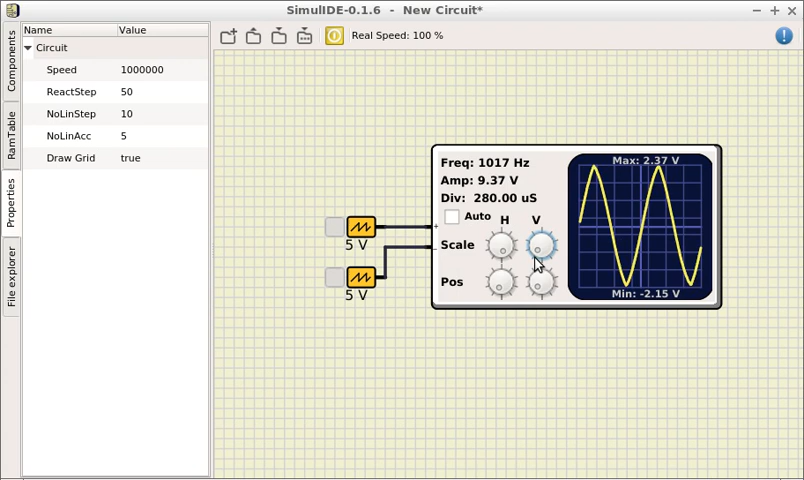 SimulIDE-0.1.6 - New Circuit*
Components
RamTable
Properties
File explorer
Name Value
Circuit
Speed 1000000
ReactStep 50
NoLinStep 10
NoLinAcc 5
Draw Grid true
Real Speed: 100 %
Freq: 1017 Hz
Amp: 9.37 V
Div: 280.00 uS
Auto H V
Scale
Pos
Max: 2.37 V
Min: -2.15 V
+
5 V
5 V